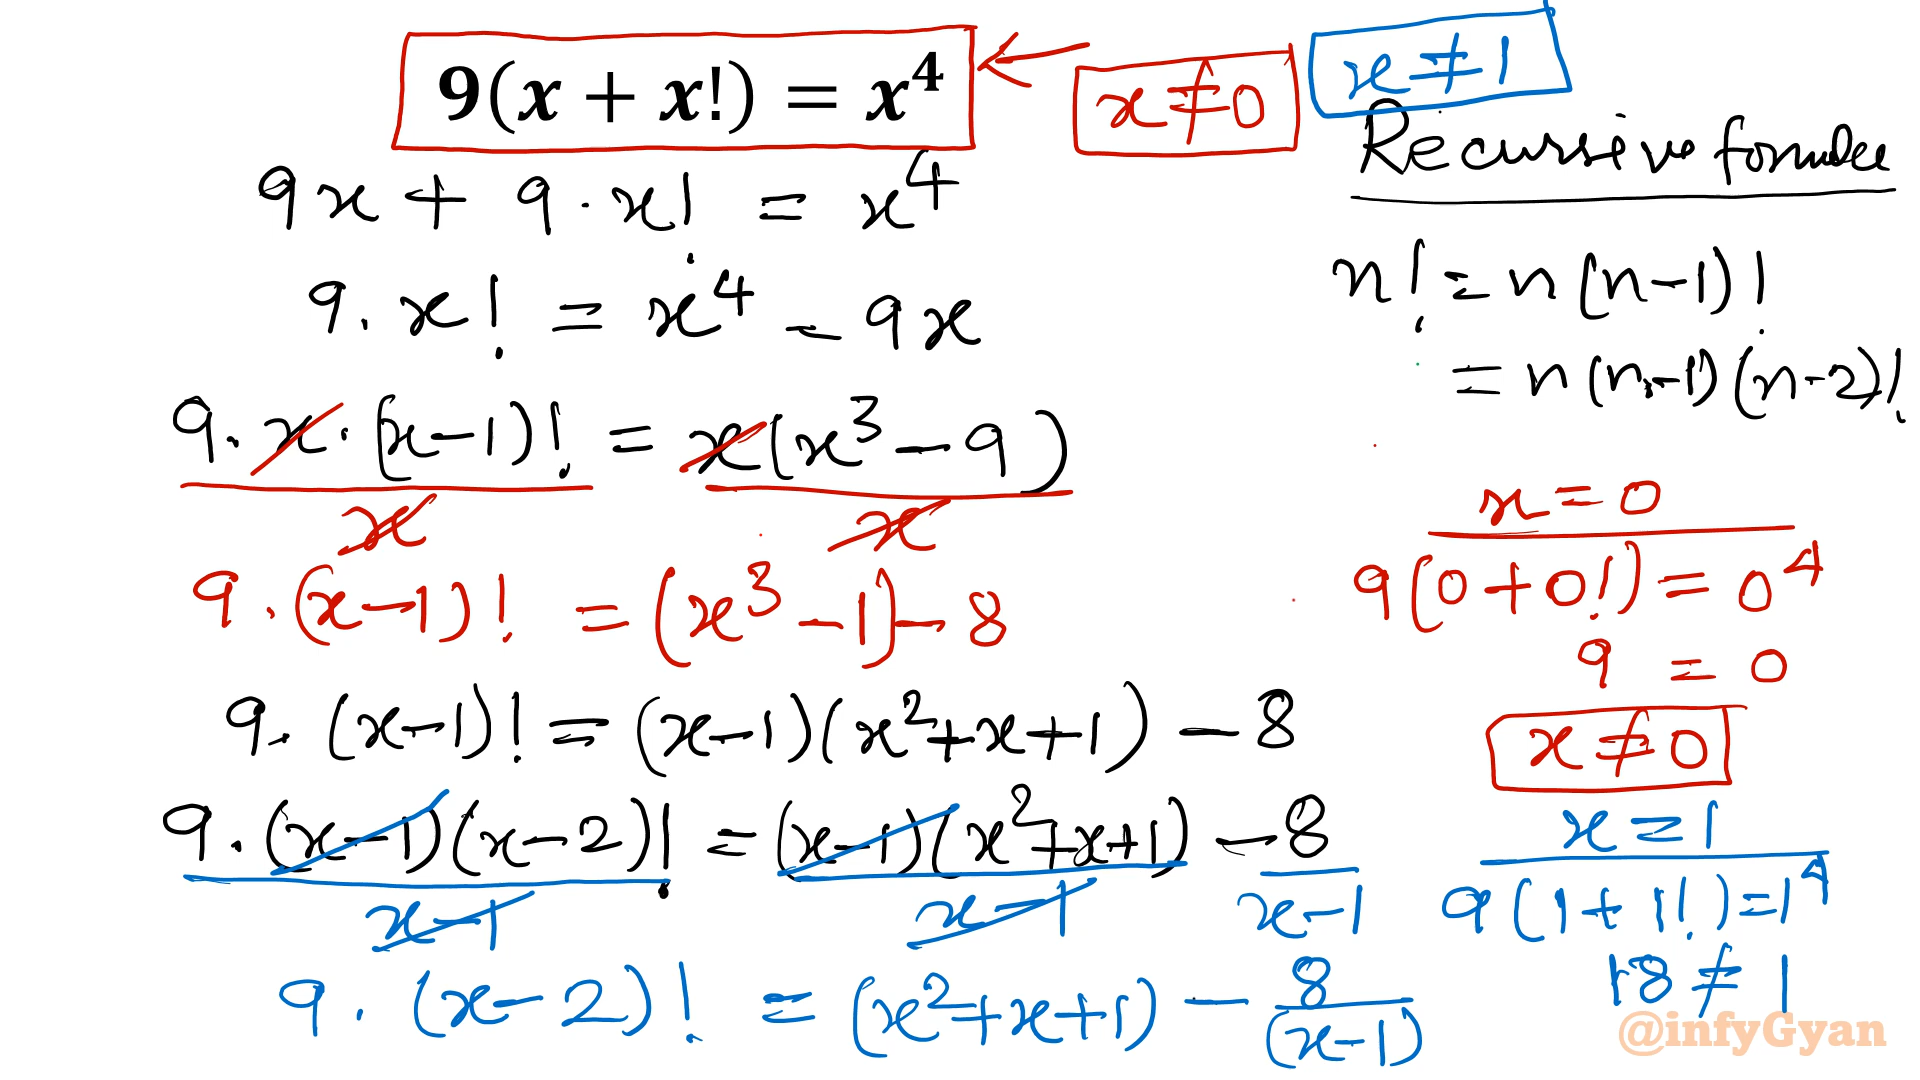 9(x + x!) = x⁴
x ≠ 0
x ≠ 1
9x + 9·x! = x⁴
9·x! = x⁴ - 9x
9·x·(x-1)! = x(x³-9)
x x
9·(x-1)! = (x³-1)-8
9·(x-1)! = (x-1)(x²+x+1) - 8
9·(x-1)(x-2)! = (x-1)(x²+x+1) - 8
x-1 x-1 x-1
9·(x-2)! = (x²+x+1) - 8
(x-1)
Recursive formulae
n! = n(n-1)!
= n(n-1)(n-2)!
x = 0
9(0+0!) = 0⁴
9 = 0
x ≠ 0
x = 1
9(1+1!) = 1⁴
18 ≠ 1
@infyGyan